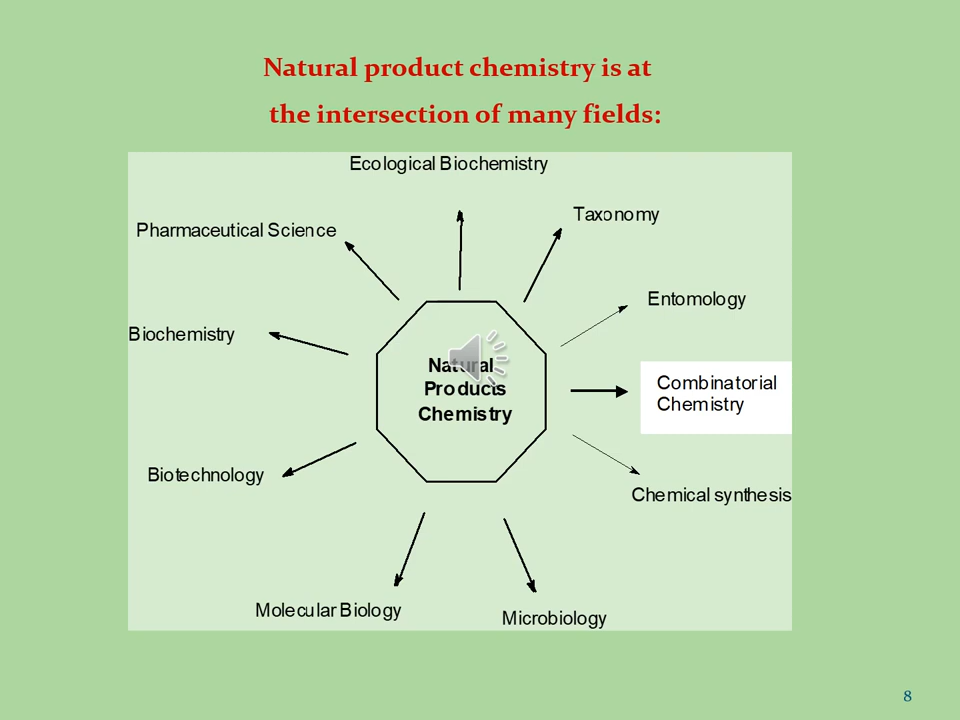 Natural product chemistry is at
the intersection of many fields:
Ecological Biochemistry
Taxonomy
Pharmaceutical Science
Entomology
Biochemistry
Natural
Products
Chemistry
Combinatorial
Chemistry
Biotechnology
Chemical synthesis
Molecular Biology
Microbiology
8